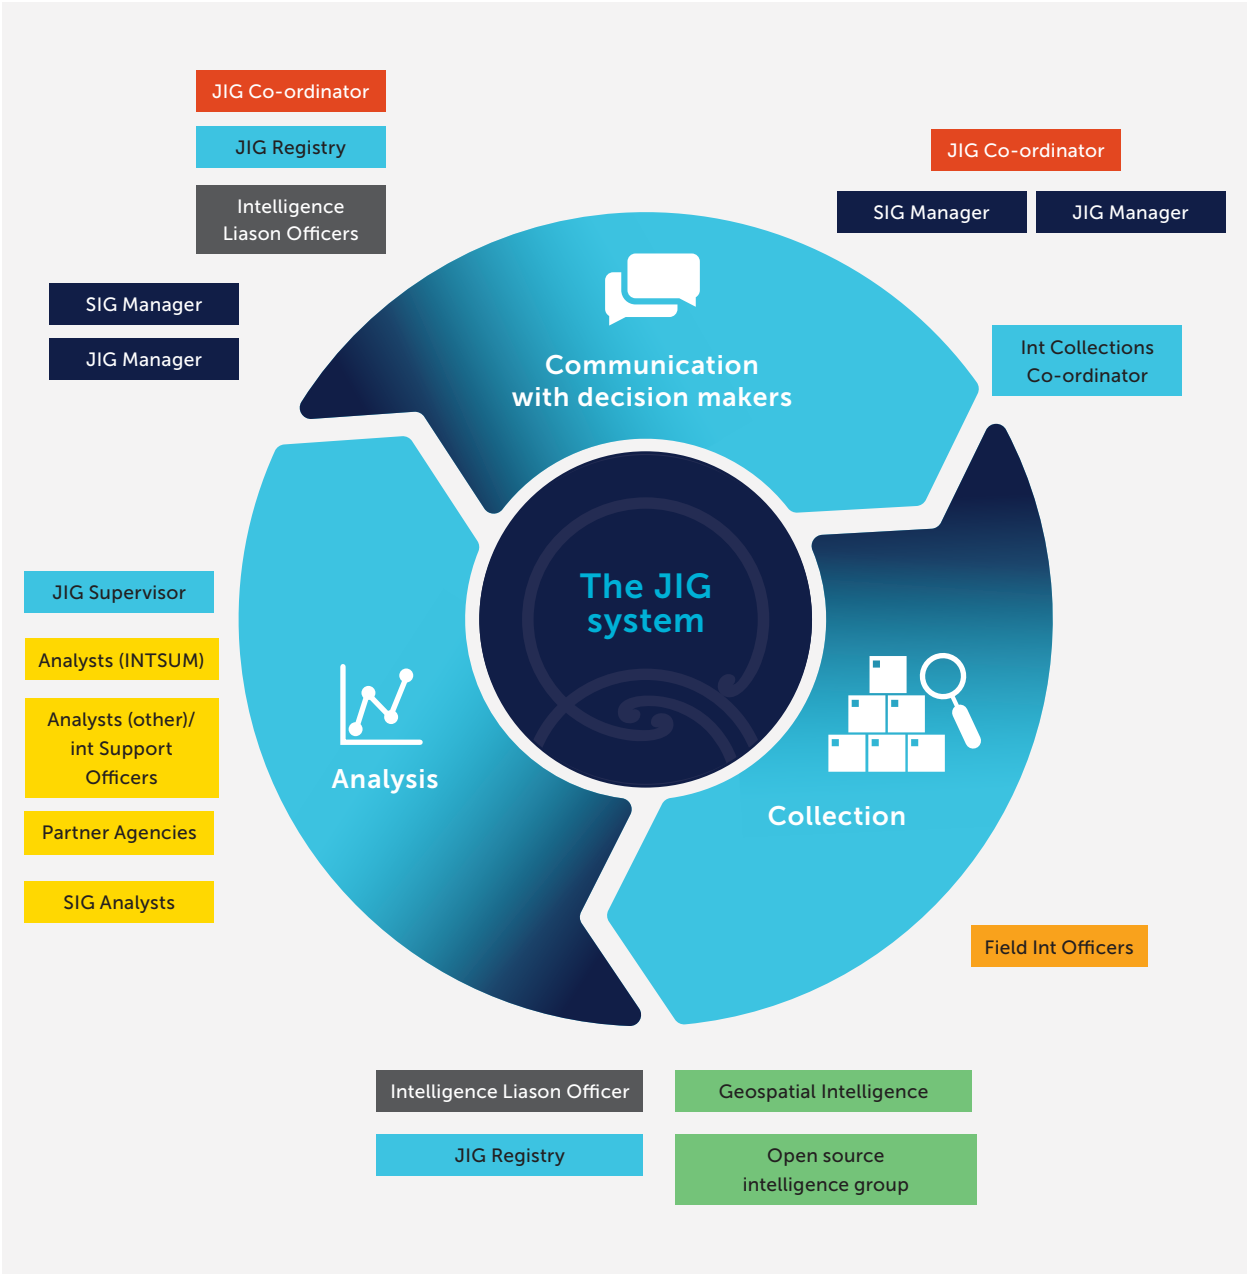 JIG Co-ordinator
JIG Registry
Intelligence
Liason Officers
SIG Manager
JIG Manager
JIG Co-ordinator
SIG Manager
JIG Manager
Int Collections
Co-ordinator
Communication
with decision makers
The JIG
system
Analysis
Collection
JIG Supervisor
Analysts (INTSUM)
Analysts (other)/
int Support
Officers
Partner Agencies
SIG Analysts
Field Int Officers
Intelligence Liason Officer
JIG Registry
Geospatial Intelligence
Open source
intelligence group